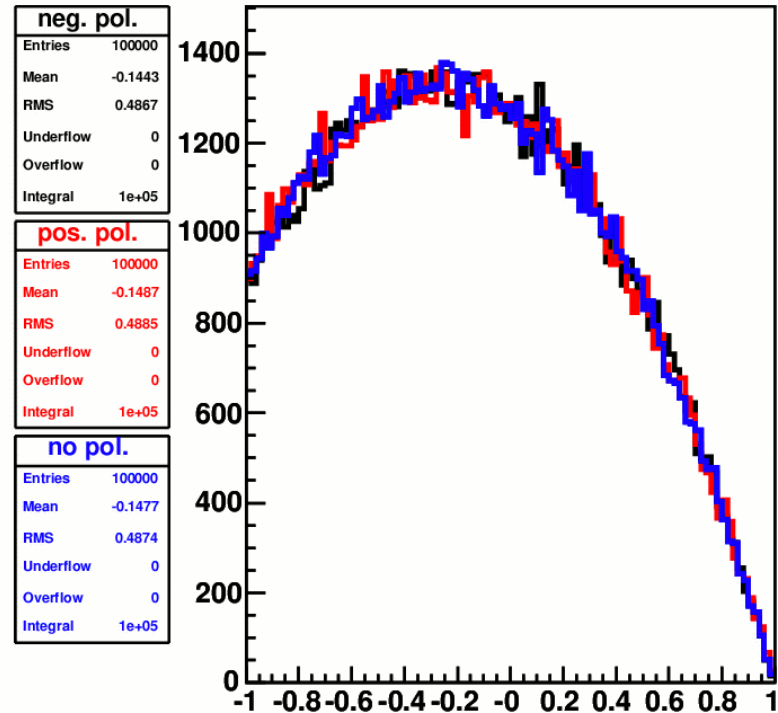 neg. pol.
Entries 100000
Mean -0.1443
RMS 0.4867
Underflow 0
Overflow 0
Integral 1e+05
pos. pol.
Entries 100000
Mean -0.1487
RMS 0.4885
Underflow 0
Overflow 0
Integral 1e+05
no pol.
Entries 100000
Mean -0.1477
RMS 0.4874
Underflow 0
Overflow 0
Integral 1e+05
1400
1200
1000
800
600
400
200
0
-1 -0.8 -0.6 -0.4 -0.2 -0 0.2 0.4 0.6 0.8 1